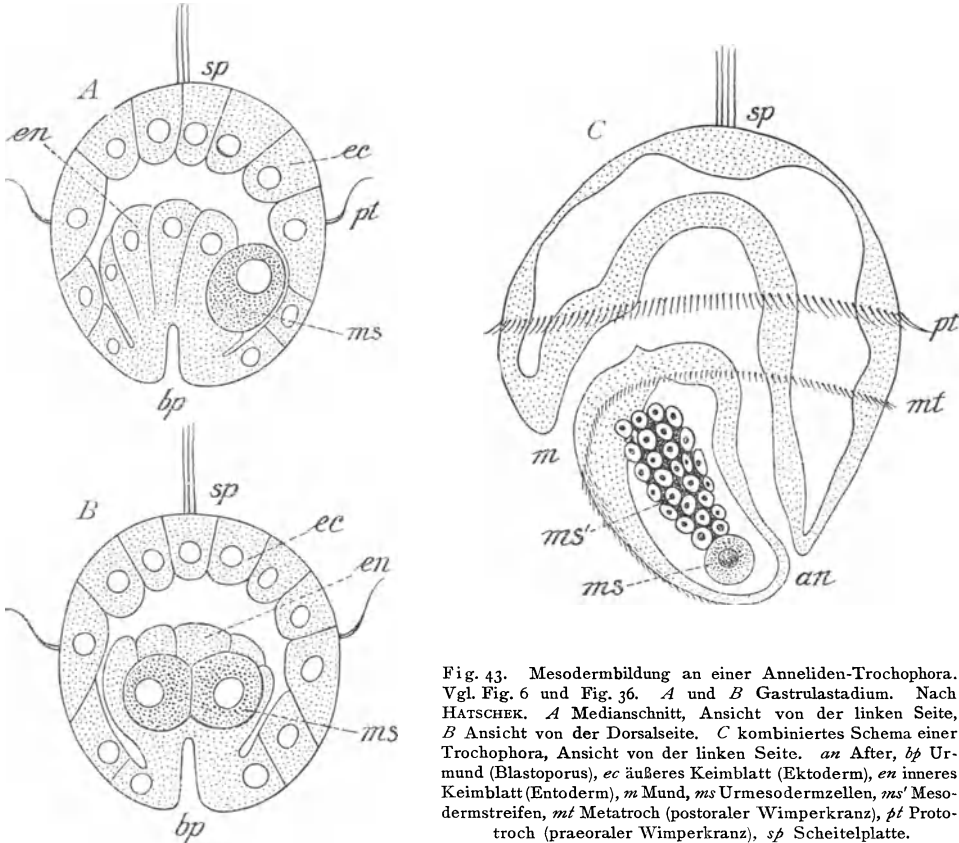 A
sp
en
ec
pt
ms
bp
B
sp
ec
en
ms
bp
C
sp
pt
mt
m
ms'
ms
an
Fig. 43. Mesodermbildung an einer Anneliden-Trochophora.
Vgl. Fig. 6 und Fig. 36. A und B Gastrulastadium. Nach
HATSCHEK. A Medianschnitt, Ansicht von der linken Seite,
B Ansicht von der Dorsalseite. C kombiniertes Schema einer
Trochophora, Ansicht von der linken Seite. an After, bp Ur-
mund (Blastoporus), ec äußeres Keimblatt (Ektoderm), en inneres
Keimblatt (Entoderm), m Mund, ms Urmesodermzellen, ms' Meso-
dermstreifen, mt Metatroch (postoraler Wimperkranz), pt Proto-
troch (praeoraler Wimperkranz), sp Scheitelplatte.